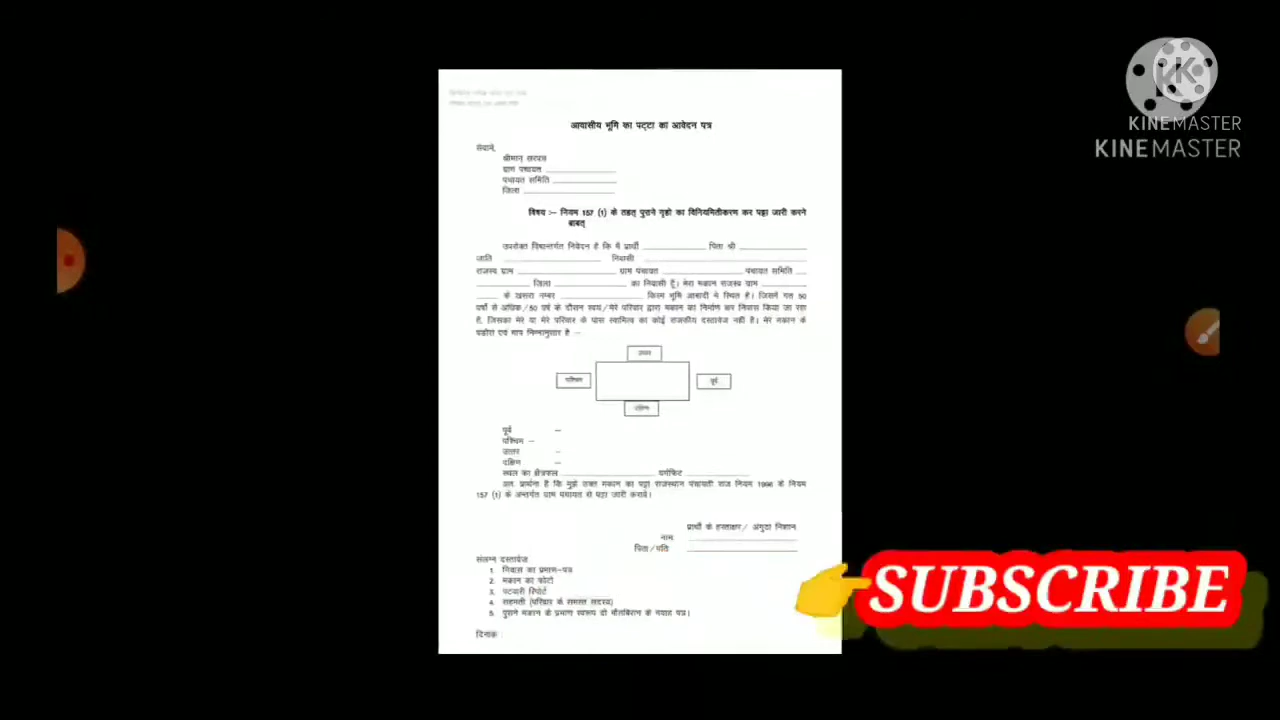 आवासीय भूमि का पट्टा का आवेदन पत्र
सेवामें,
श्रीमान् सरपंच
ग्राम पंचायत
पंचायत समिति
जिला
विषय :- नियम 157 (1) के तहत् पुराने गृहो का विनियमितीकरण कर पट्टा जारी करने
बाबत्
उपरोक्त विषयान्तर्गत निवेदन है कि मैं प्रार्थी पिता श्री
जाति निवासी
राजस्व ग्राम ग्राम पंचायत पंचायत समिति
जिला का निवासी हूँ। मेरा मकान राजस्व ग्राम
के खसरा नम्बर किस्म भूमि आबादी में स्थित है। जिसमें गत 50
वर्षों से अधिक/50 वर्ष के दौरान स्वयं/मेरे परिवार द्वारा मकान का निर्माण कर निवास किया जा रहा
है, जिसका मेरे या मेरे परिवार के पास स्वामित्व का कोई राजकीय दस्तावेज नहीं है। मेरे मकान के
पडौस एवं माप निम्नानुसार है :-
उत्तर
पश्चिम
पूर्व
दक्षिण
पूर्व –
पश्चिम –
उत्तर –
दक्षिण –
स्थल का क्षेत्रफल वर्गफिट
अतः प्रार्थना है कि मुझे उक्त मकान का पट्टा राजस्थान पंचायती राज नियम 1996 के नियम
157 (1) के अन्तर्गत ग्राम पंचायत से पट्टा जारी करावें।
प्रार्थी के हस्ताक्षर/ अंगुठा निशान
नाम
पिता/पति
संलग्न दस्तावेज
1. निवास का प्रमाण-पत्र
2. मकान का फोटो
3. पटवारी रिपोर्ट
4. सहमती (परिवार के समस्त सदस्य)
5. पुराने मकान के प्रमाण स्वरूप दो मौतबिरान के गवाह पत्र।
दिनांक :
KINEMASTER
KINEMASTER
SUBSCRIBE